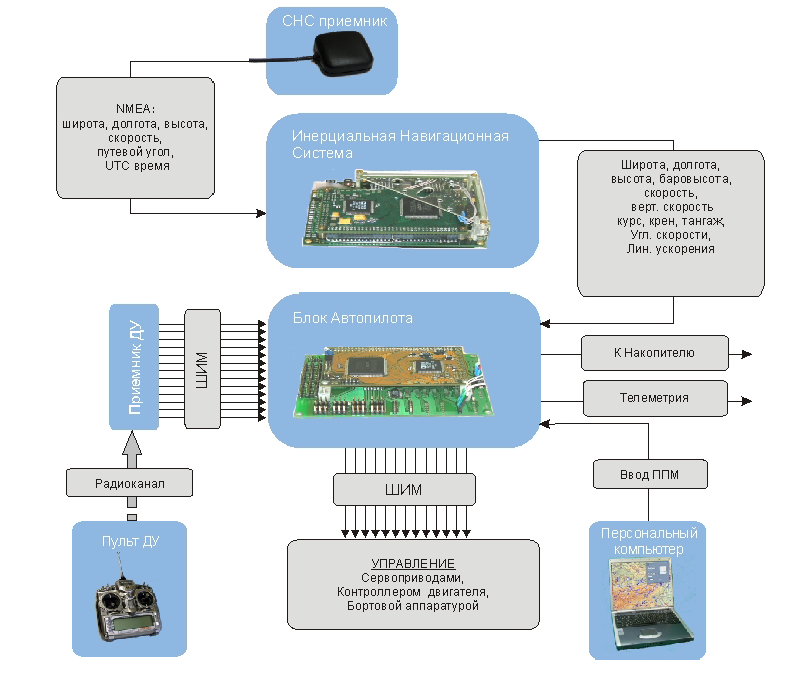 СНС приемник
NMEA:
широта, долгота, высота,
скорость,
путевой угол,
UTC время
Инерциальная Навигационная
Система
Широта, долгота,
высота, баровысота,
скорость,
верт. скорость
курс, крен, тангаж,
Угл. скорости,
Лин. ускорения
Блок Автопилота
Приемник ДУ
ШИМ
К Накопителю
Телеметрия
Радиоканал
ШИМ
Ввод ППМ
Пульт ДУ
УПРАВЛЕНИЕ
Сервоприводами,
Контроллером двигателя,
Бортовой аппаратурой
Персональный
компьютер